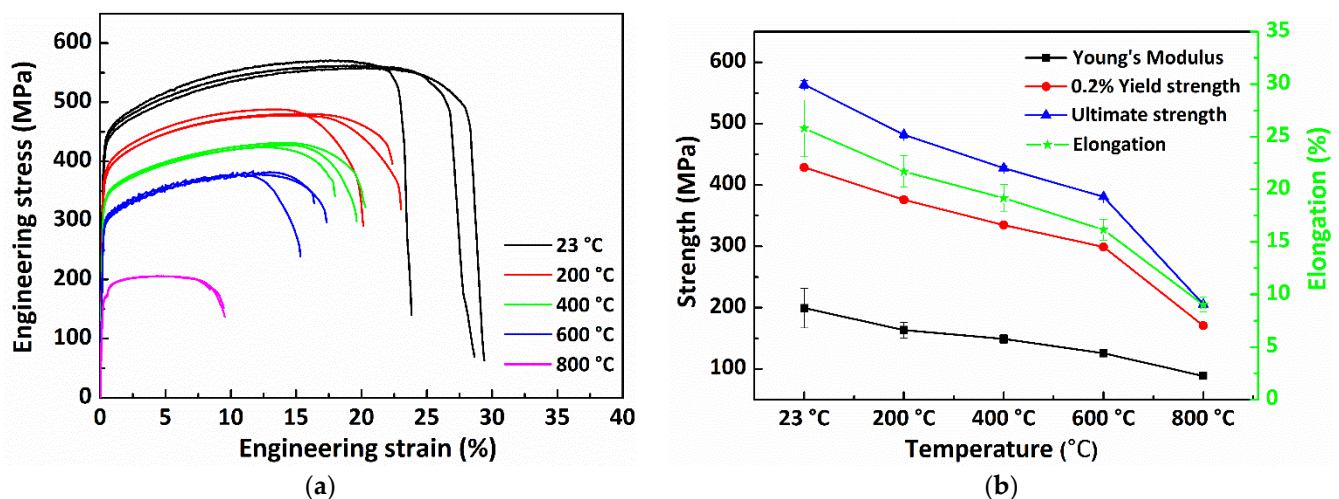 600
500
400
300
200
100
0
0 5 10 15 20 25 30 35 40
Engineering stress (MPa)
Engineering strain (%)
23 °C
200 °C
400 °C
600 °C
800 °C
(a)
600
500
400
300
200
100
Strength (MPa)
Young's Modulus
0.2% Yield strength
Ultimate strength
Elongation
35
30
25
20
15
10
5
0
Elongation (%)
23 °C 200 °C 400 °C 600 °C 800 °C
Temperature (°C)
(b)